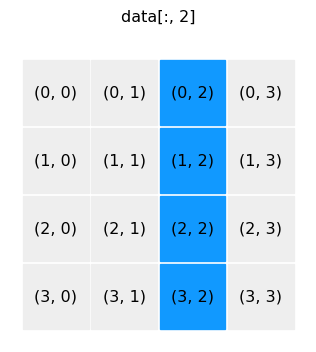 data[:, 2]
(0, 0) (0, 1) (0, 2) (0, 3)
(1, 0) (1, 1) (1, 2) (1, 3)
(2, 0) (2, 1) (2, 2) (2, 3)
(3, 0) (3, 1) (3, 2) (3, 3)